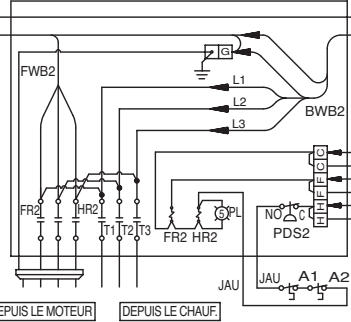 G
FWB2
L1
L2
L3
BWB2
C
C
F
F
H
H
FR2
HR2
T1
T2
T3
FR2
HR2
5
PL
NO
C
PDS2
JAU
JAU
A1
A2
EPUIS LE MOTEUR
DEPUIS LE CHAUF.